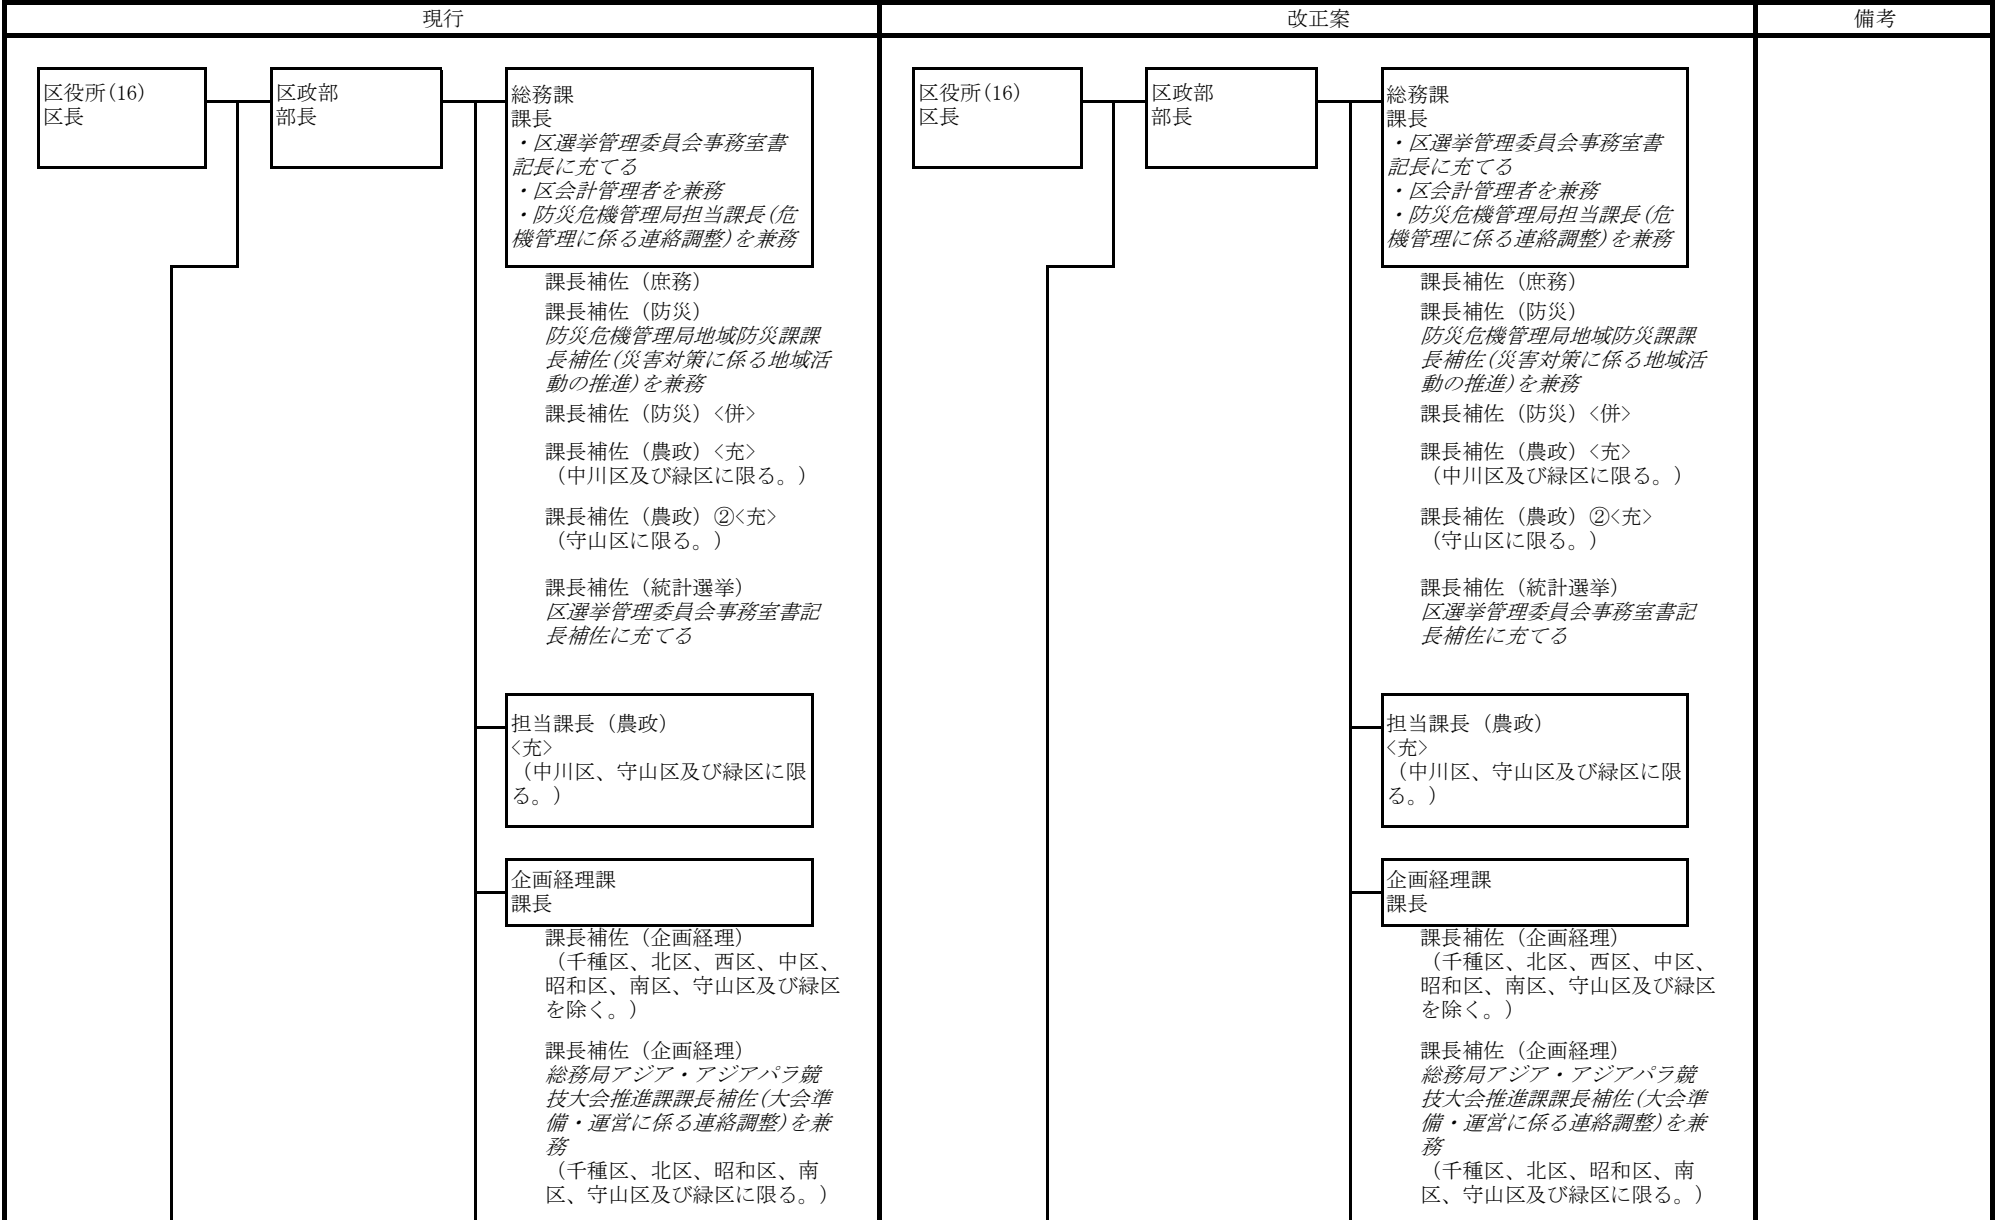 現行
改正案
備考
区役所(16)
区長
区政部
部長
総務課
課長
・区選挙管理委員会事務室書
記長に充てる
・区会計管理者を兼務
・防災危機管理局担当課長(危
機管理に係る連絡調整)を兼務
課長補佐（庶務）
課長補佐（防災）
防災危機管理局地域防災課課
長補佐(災害対策に係る地域活
動の推進)を兼務
課長補佐（防災）<併>
課長補佐（農政）<充>
（中川区及び緑区に限る。）
課長補佐（農政）②<充>
（守山区に限る。）
課長補佐（統計選挙）
区選挙管理委員会事務室書記
長補佐に充てる
担当課長（農政）
<充>
（中川区、守山区及び緑区に限
る。）
企画経理課
課長
課長補佐（企画経理）
（千種区、北区、西区、中区、
昭和区、南区、守山区及び緑区
を除く。）
課長補佐（企画経理）
総務局アジア・アジアパラ競
技大会推進課課長補佐(大会準
備・運営に係る連絡調整)を兼
務
（千種区、北区、昭和区、南
区、守山区及び緑区に限る。）
区役所(16)
区長
区政部
部長
総務課
課長
・区選挙管理委員会事務室書
記長に充てる
・区会計管理者を兼務
・防災危機管理局担当課長(危
機管理に係る連絡調整)を兼務
課長補佐（庶務）
課長補佐（防災）
防災危機管理局地域防災課課
長補佐(災害対策に係る地域活
動の推進)を兼務
課長補佐（防災）<併>
課長補佐（農政）<充>
（中川区及び緑区に限る。）
課長補佐（農政）②<充>
（守山区に限る。）
課長補佐（統計選挙）
区選挙管理委員会事務室書記
長補佐に充てる
担当課長（農政）
<充>
（中川区、守山区及び緑区に限
る。）
企画経理課
課長
課長補佐（企画経理）
（千種区、北区、西区、中区、
昭和区、南区、守山区及び緑区
を除く。）
課長補佐（企画経理）
総務局アジア・アジアパラ競
技大会推進課課長補佐(大会準
備・運営に係る連絡調整)を兼
務
（千種区、北区、昭和区、南
区、守山区及び緑区に限る。）